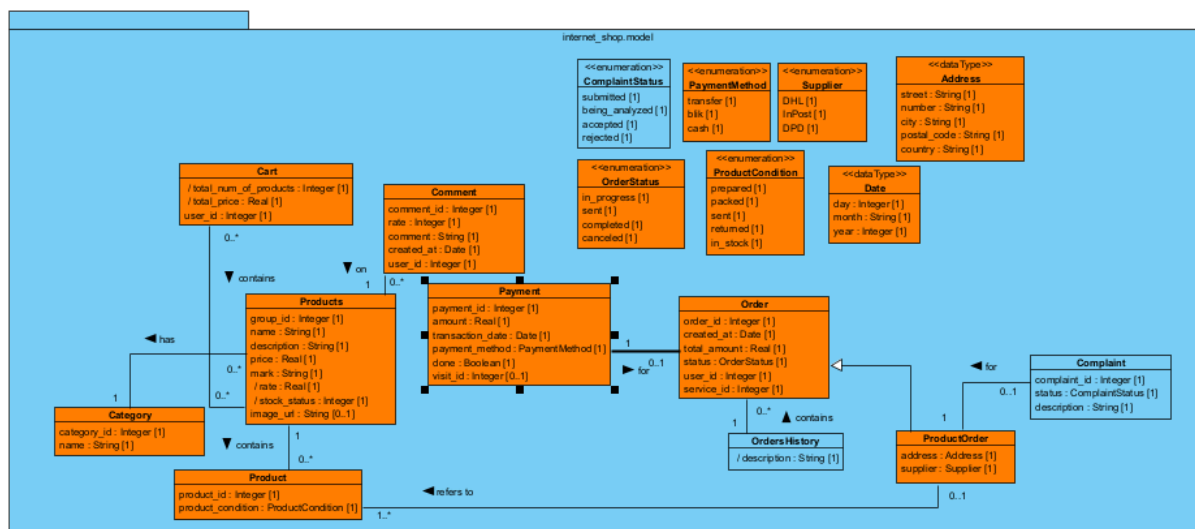 internet_shop.model
<<enumeration>>
ComplaintStatus
submitted [1]
being_analyzed [1]
accepted [1]
rejected [1]
<<enumeration>>
PaymentMethod
transfer [1]
blik [1]
cash [1]
<<enumeration>>
Supplier
DHL [1]
InPost [1]
DPD [1]
<<dataType>>
Address
street : String [1]
number : String [1]
city : String [1]
postal_code : String [1]
country : String [1]
<<enumeration>>
OrderStatus
in_progress [1]
sent [1]
completed [1]
canceled [1]
<<enumeration>>
ProductCondition
prepared [1]
packed [1]
sent [1]
returned [1]
in_stock [1]
<<dataType>>
Date
day : Integer [1]
month : String [1]
year : Integer [1]
Cart
/ total_num_of_products : Integer [1]
/ total_price : Real [1]
user_id : Integer [1]
0..*
contains
Comment
comment_id : Integer [1]
rate : Integer [1]
comment : String [1]
created_at : Date [1]
user_id : Integer [1]
on
1
0..*
Products
group_id : Integer [1]
name : String [1]
description : String [1]
price : Real [1]
mark : String [1]
/ rate : Real [1]
/ stock_status : Integer [1]
image_url : String [0..1]
has
0..*
1
0..*
Payment
payment_id : Integer [1]
amount : Real [1]
transaction_date : Date [1]
payment_method : PaymentMethod [1]
done : Boolean [1]
visit_id : Integer [0..1]
1
0..1
for
Order
order_id : Integer [1]
created_at : Date [1]
total_amount : Real [1]
status : OrderStatus [1]
user_id : Integer [1]
service_id : Integer [1]
0..*
contains
1
for
0..1
1
Complaint
complaint_id : Integer [1]
status : ComplaintStatus [1]
description : String [1]
Category
category_id : Integer [1]
name : String [1]
contains
1
0..*
OrdersHistory
/ description : String [1]
ProductOrder
address : Address [1]
supplier : Supplier [1]
Product
product_id : Integer [1]
product_condition : ProductCondition [1]
refers to
0..1
1..*